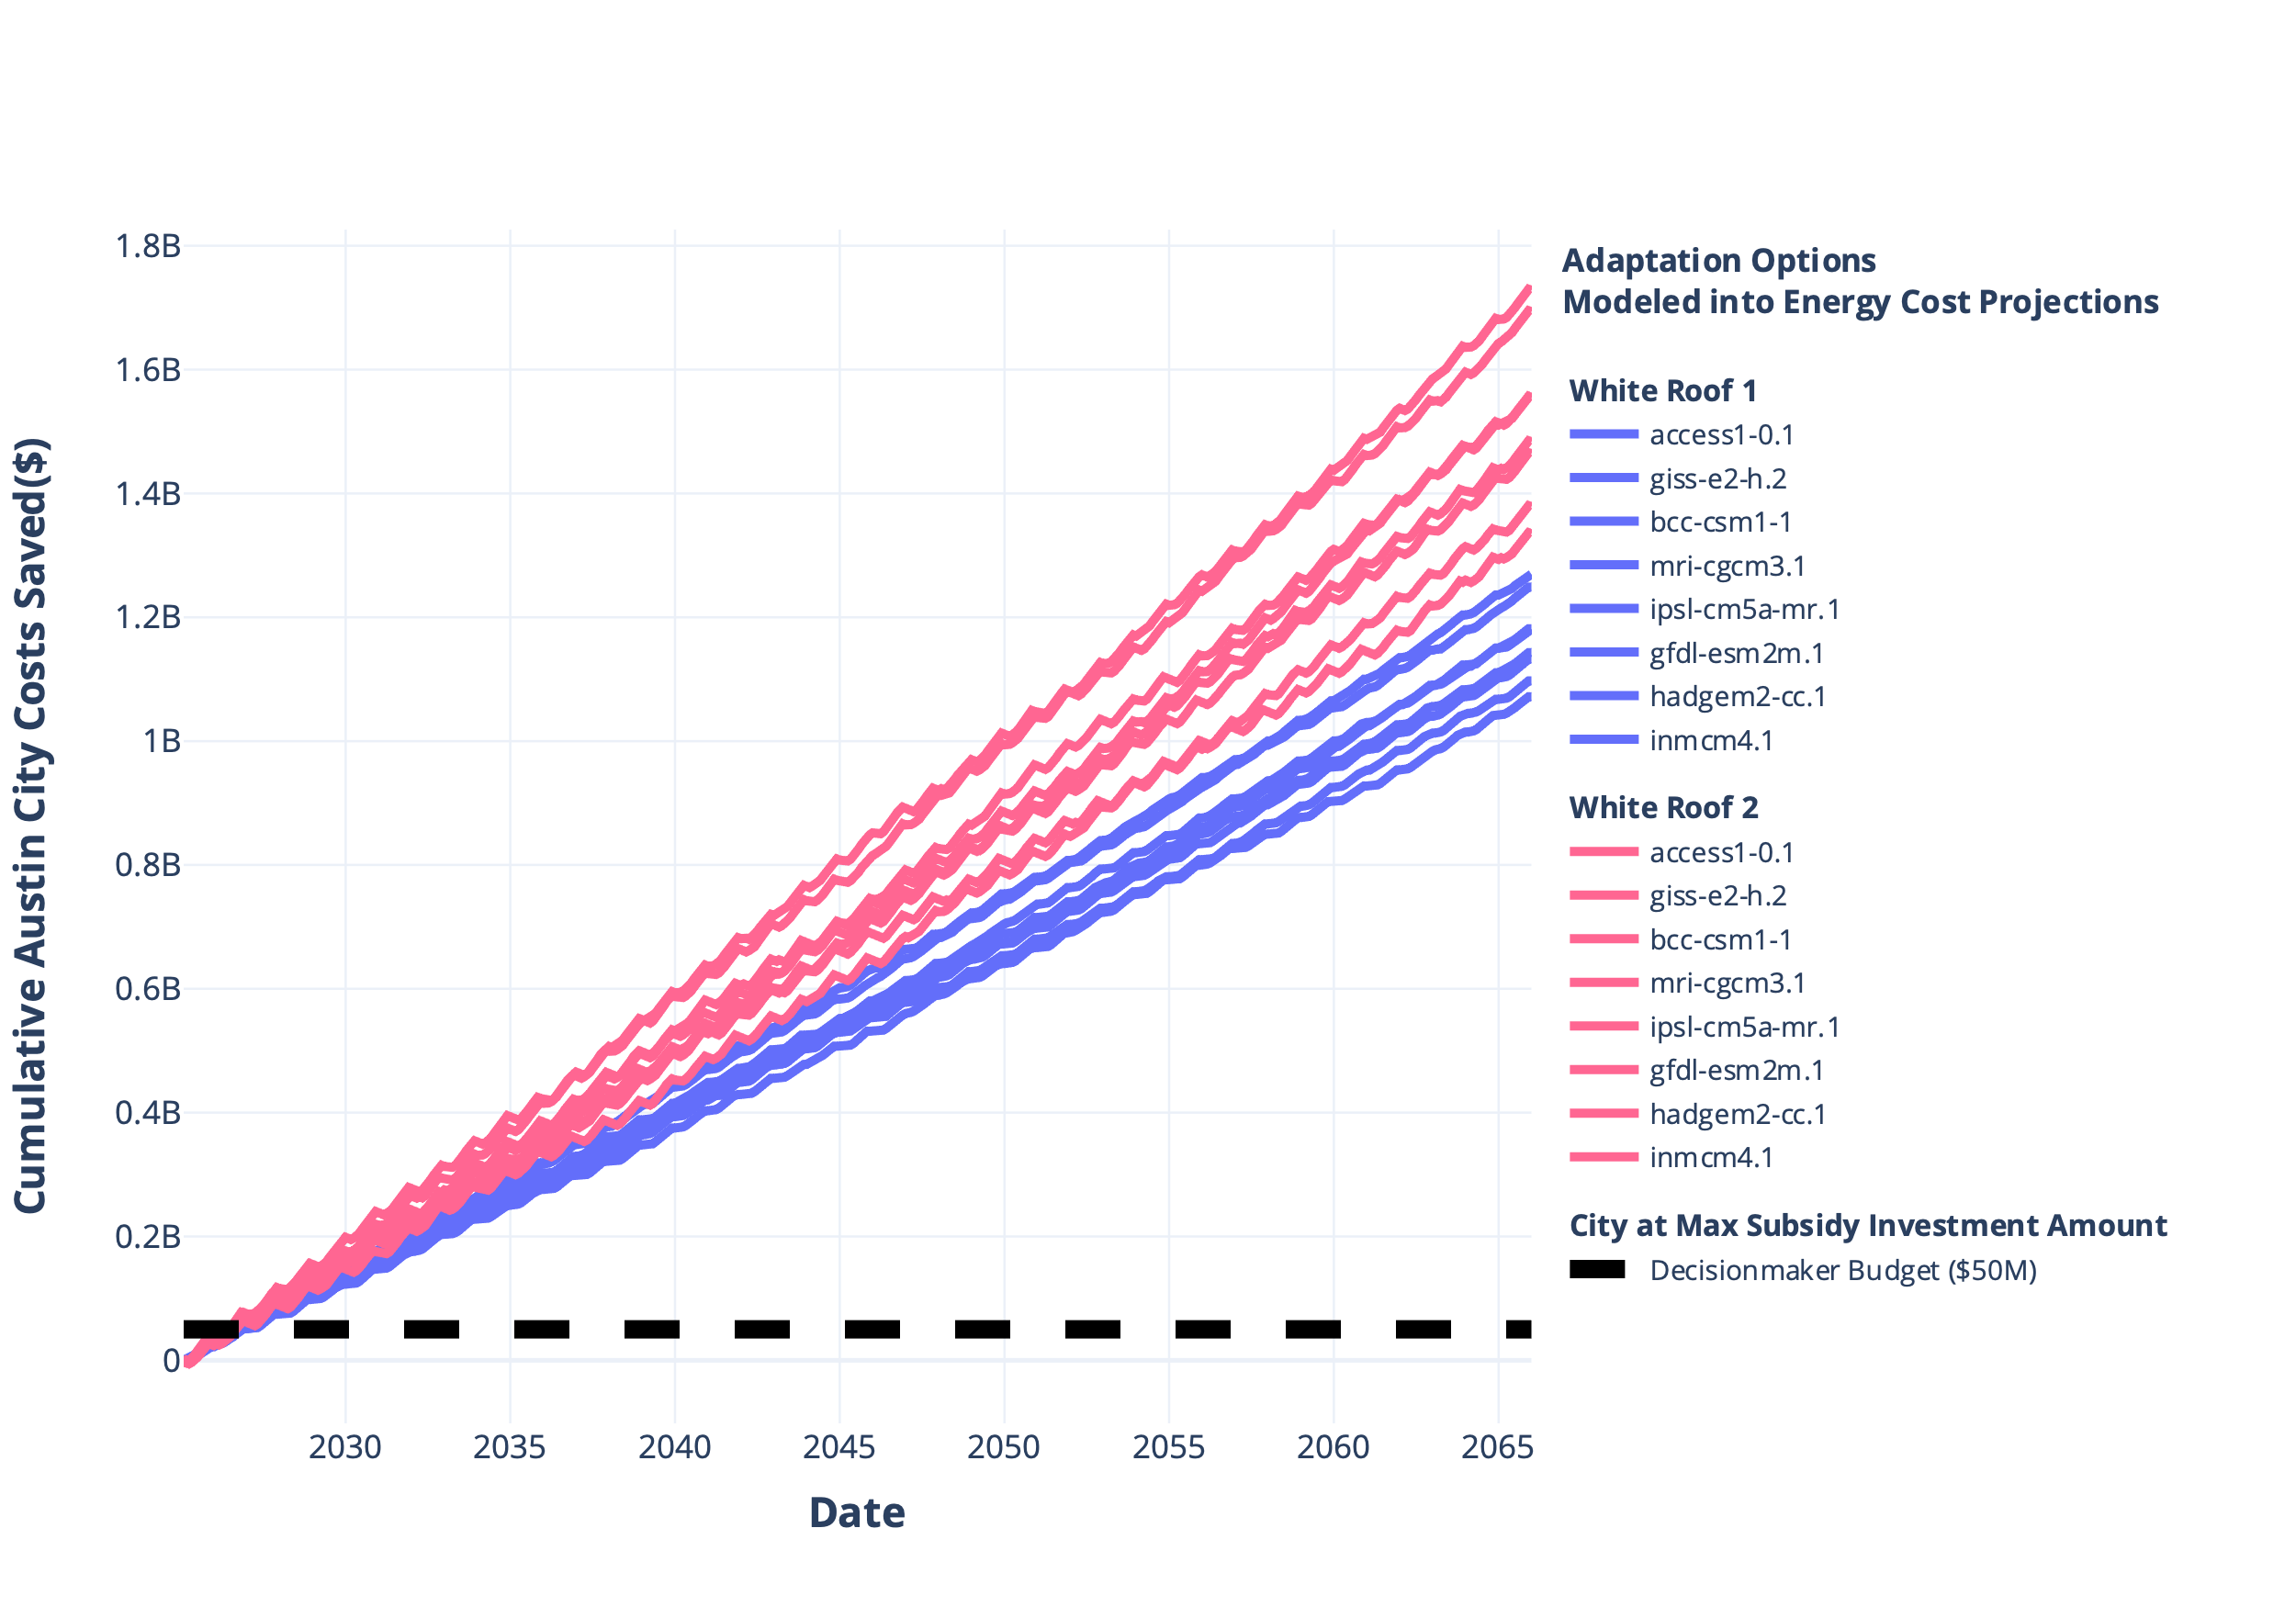 Cumulative Austin City Costs Saved($)
1.8B
1.6B
1.4B
1.2B
1B
0.8B
0.6B
0.4B
0.2B
0
2030
2035
2040
2045
2050
2055
2060
2065
Date
Adaptation Options
Modeled into Energy Cost Projections
White Roof 1
access1-0.1
giss-e2-h.2
bcc-csm1-1
mri-cgcm3.1
ipsl-cm5a-mr.1
gfdl-esm2m.1
hadgem2-cc.1
inmcm4.1
White Roof 2
access1-0.1
giss-e2-h.2
bcc-csm1-1
mri-cgcm3.1
ipsl-cm5a-mr.1
gfdl-esm2m.1
hadgem2-cc.1
inmcm4.1
City at Max Subsidy Investment Amount
Decisionmaker Budget ($50M)